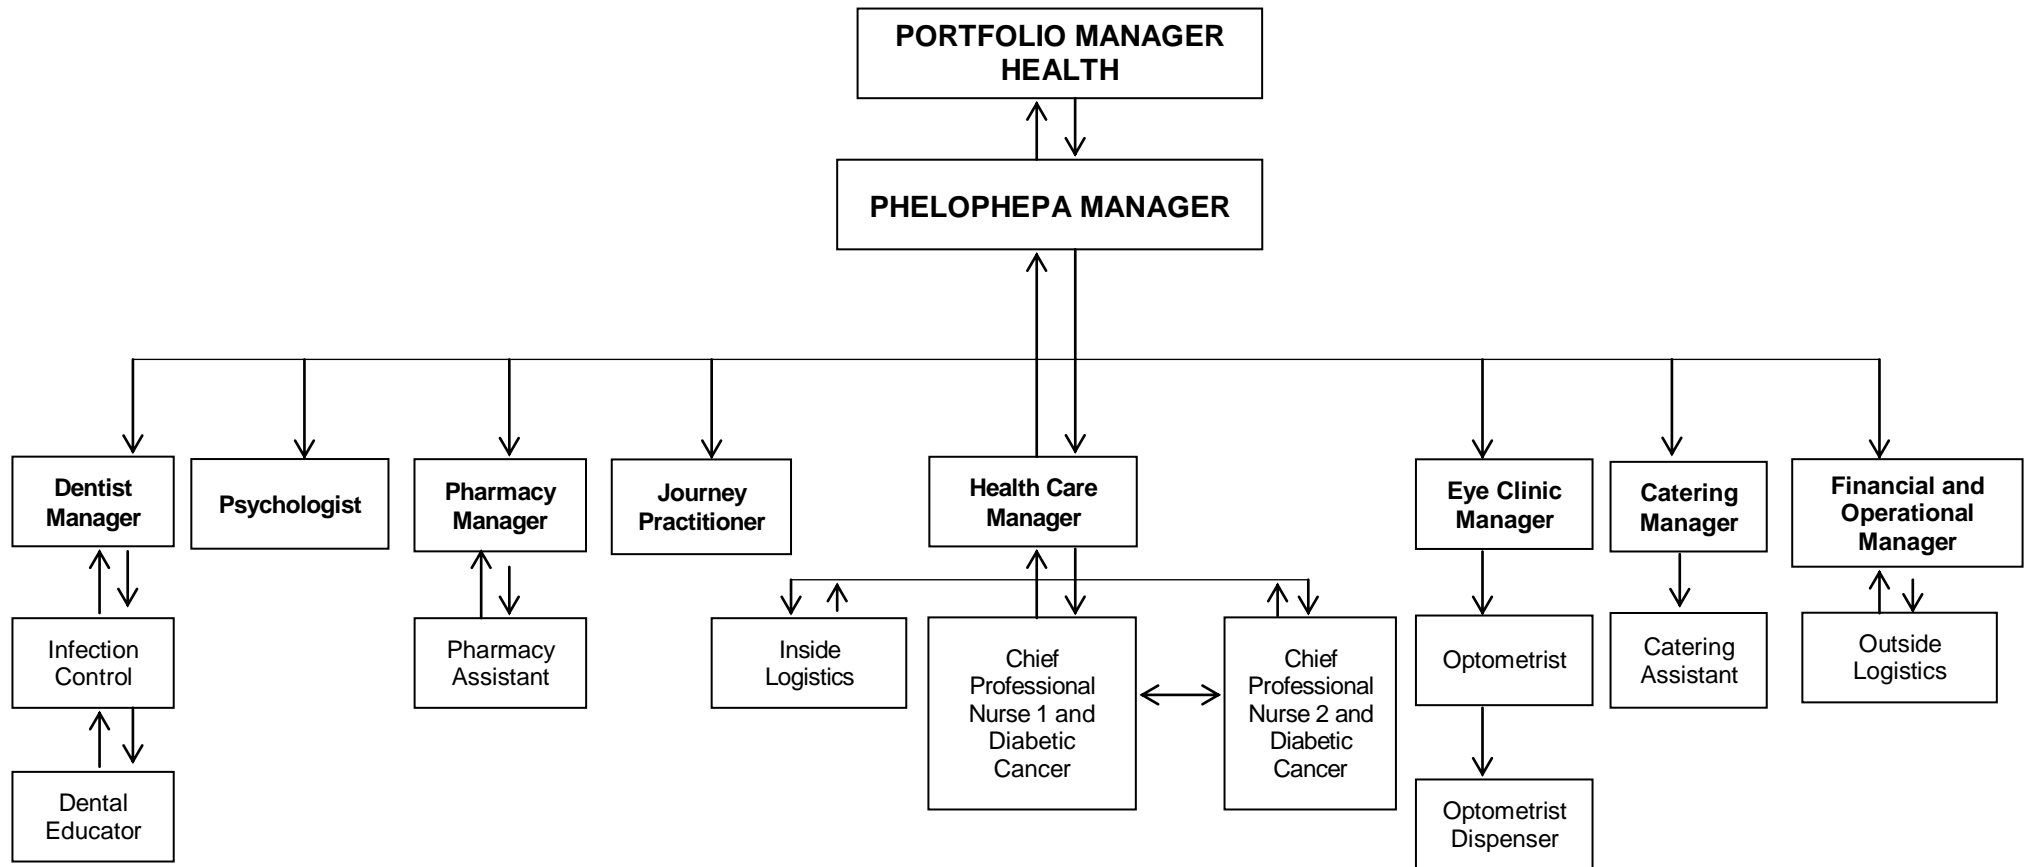 PORTFOLIO MANAGER
HEALTH
PHELOPHEPA MANAGER
Dentist
Manager
Psychologist
Pharmacy
Manager
Journey
Practitioner
Health Care
Manager
Eye Clinic
Manager
Catering
Manager
Financial and
Operational
Manager
Infection
Control
Pharmacy
Assistant
Inside
Logistics
Chief
Professional
Nurse 1 and
Diabetic
Cancer
Chief
Professional
Nurse 2 and
Diabetic
Cancer
Optometrist
Catering
Assistant
Outside
Logistics
Dental
Educator
Optometrist
Dispenser